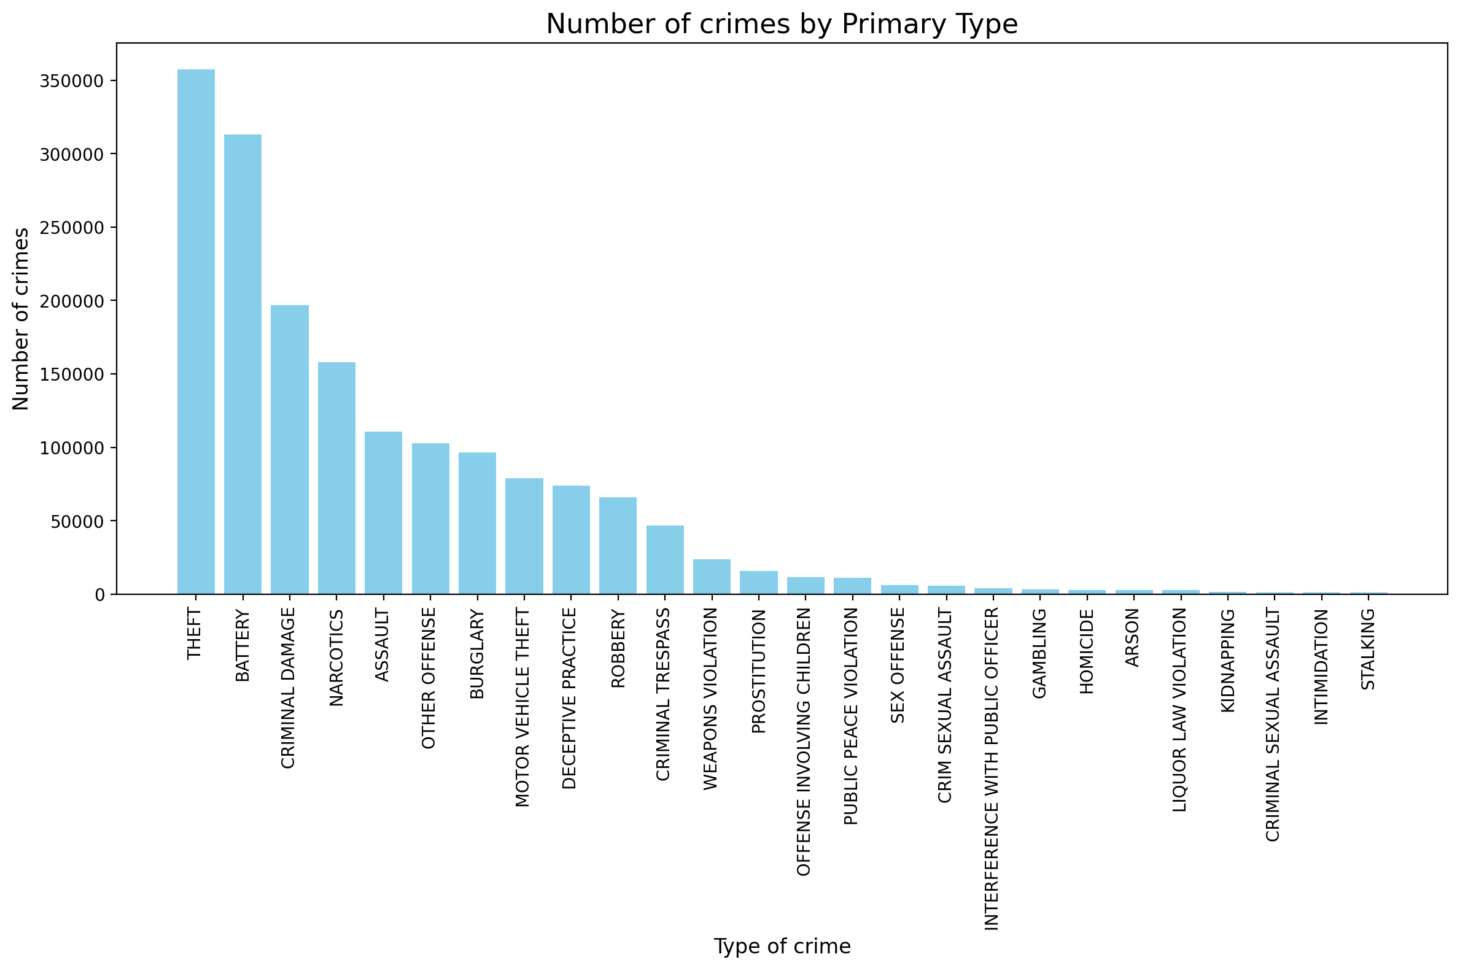 Number of crimes by Primary Type
Number of crimes
350000
300000
250000
200000
150000
100000
50000
0
THEFT
BATTERY
CRIMINAL DAMAGE
NARCOTICS
ASSAULT
OTHER OFFENSE
BURGLARY
MOTOR VEHICLE THEFT
DECEPTIVE PRACTICE
ROBBERY
CRIMINAL TRESPASS
WEAPONS VIOLATION
PROSTITUTION
OFFENSE INVOLVING CHILDREN
PUBLIC PEACE VIOLATION
SEX OFFENSE
CRIM SEXUAL ASSAULT
INTERFERENCE WITH PUBLIC OFFICER
GAMBLING
HOMICIDE
ARSON
LIQUOR LAW VIOLATION
KIDNAPPING
CRIMINAL SEXUAL ASSAULT
INTIMIDATION
STALKING
Type of crime